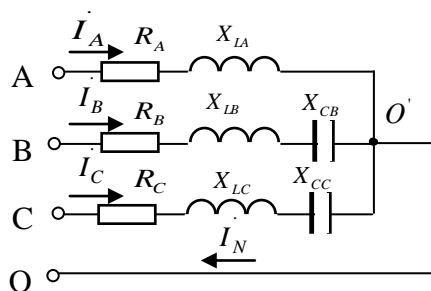 İ_A R_A X_LA
A
İ_B R_B X_LB X_CB O'
B
İ_C R_C X_LC X_CC
C
İ_N
O